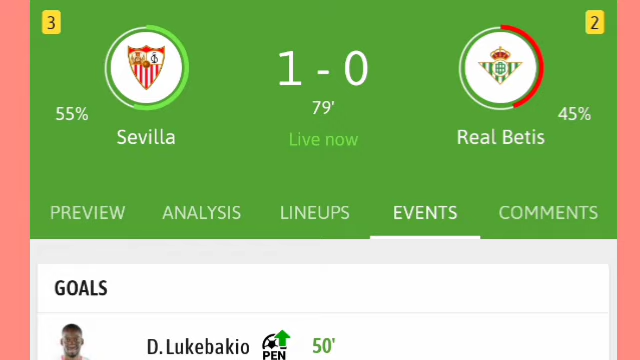 3
2
1 - 0
79'
55%
45%
Sevilla
Real Betis
Live now
PREVIEW
ANALYSIS
LINEUPS
EVENTS
COMMENTS
GOALS
D. Lukebakio
PEN
50'